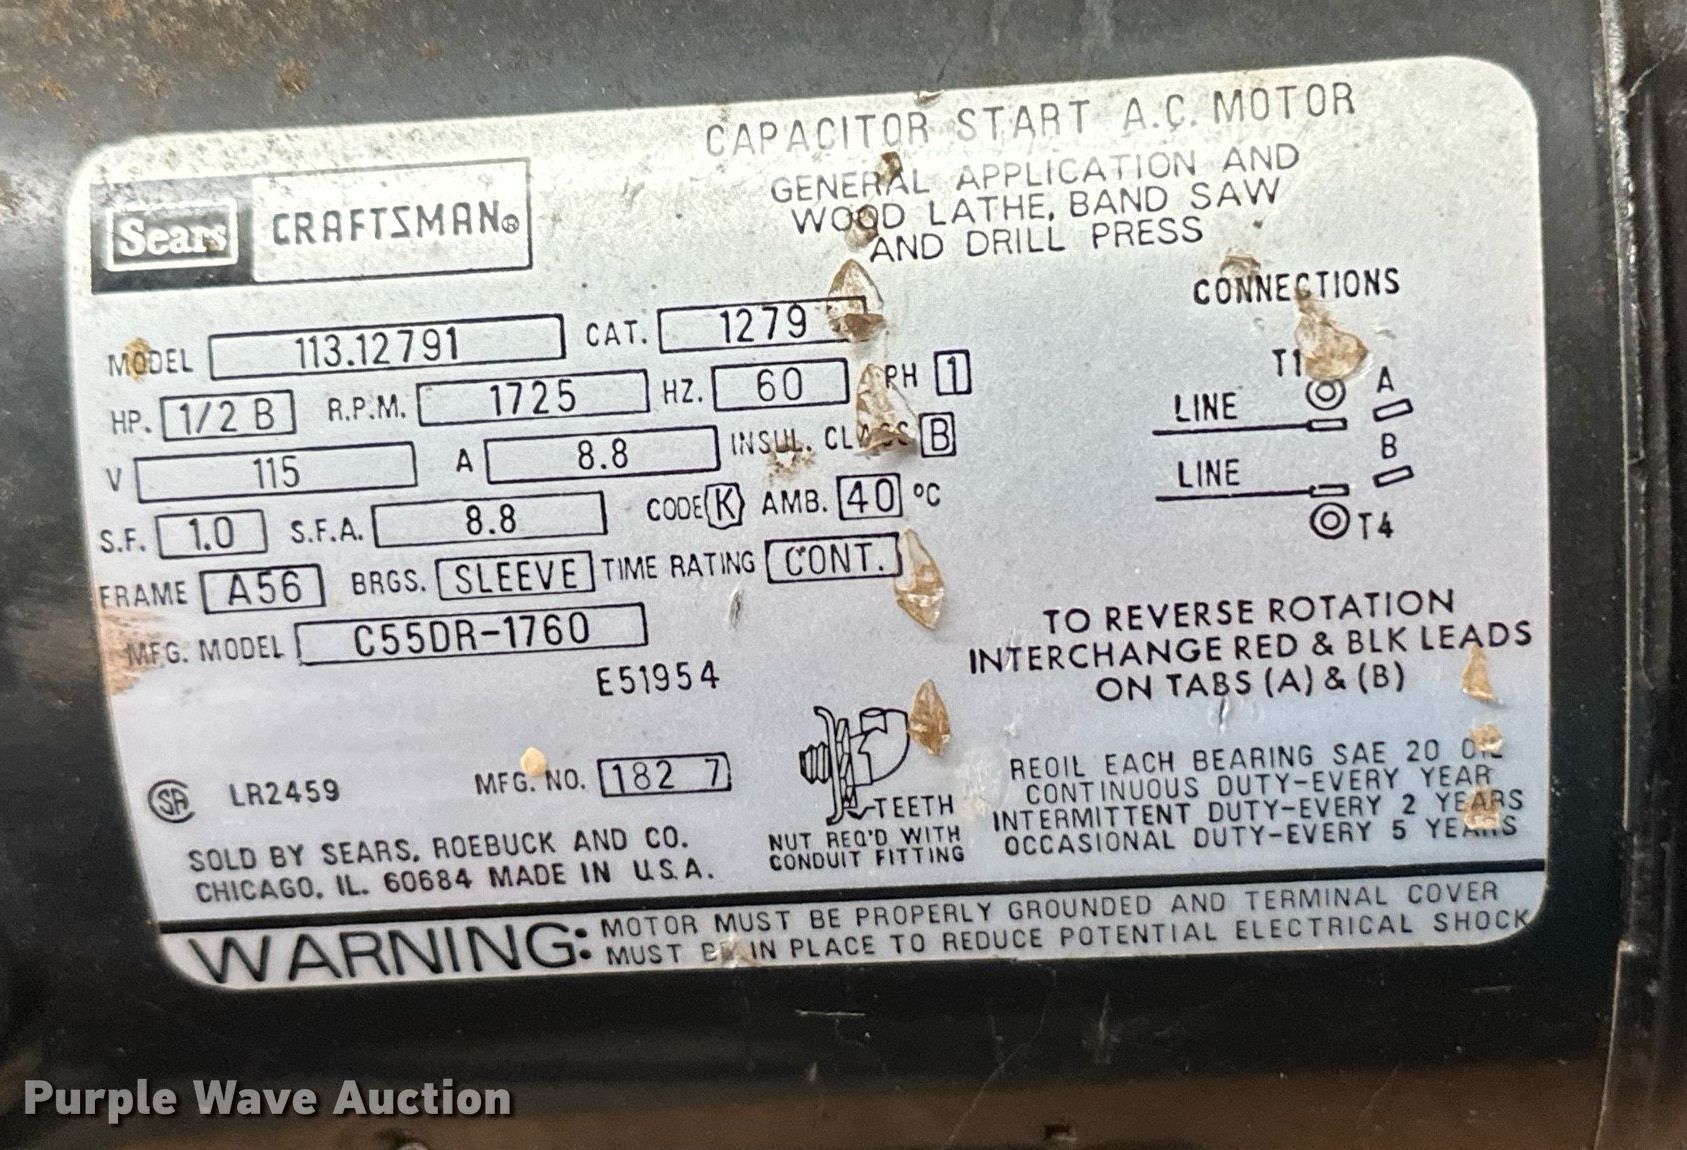 CAPACITOR START A.C. MOTOR
GENERAL APPLICATION AND
WOOD LATHE, BAND SAW
AND DRILL PRESS
Sears CRAFTSMAN®
MODEL 113.12791 CAT. 1279
HP. 1/2 B R.P.M. 1725 HZ. 60 PH 1
V 115 A 8.8 INSUL. CLASS B
S.F. 1.0 S.F.A. 8.8 CODE K AMB. 40 °C
FRAME A56 BRGS. SLEEVE TIME RATING CONT.
MFG. MODEL C55DR-1760
E51954
CONNECTIONS
T1 A
LINE
B
LINE
T4
TO REVERSE ROTATION
INTERCHANGE RED & BLK LEADS
ON TABS (A) & (B)
SA LR2459 MFG. NO. 182 7
SOLD BY SEARS, ROEBUCK AND CO.
CHICAGO, IL. 60684 MADE IN U.S.A.
TEETH
NUT REQ'D WITH
CONDUIT FITTING
REOIL EACH BEARING SAE 20 OIL
CONTINUOUS DUTY-EVERY YEAR
INTERMITTENT DUTY-EVERY 2 YEARS
OCCASIONAL DUTY-EVERY 5 YEARS
WARNING: MOTOR MUST BE PROPERLY GROUNDED AND TERMINAL COVER
MUST BE IN PLACE TO REDUCE POTENTIAL ELECTRICAL SHOCK
Purple Wave Auction